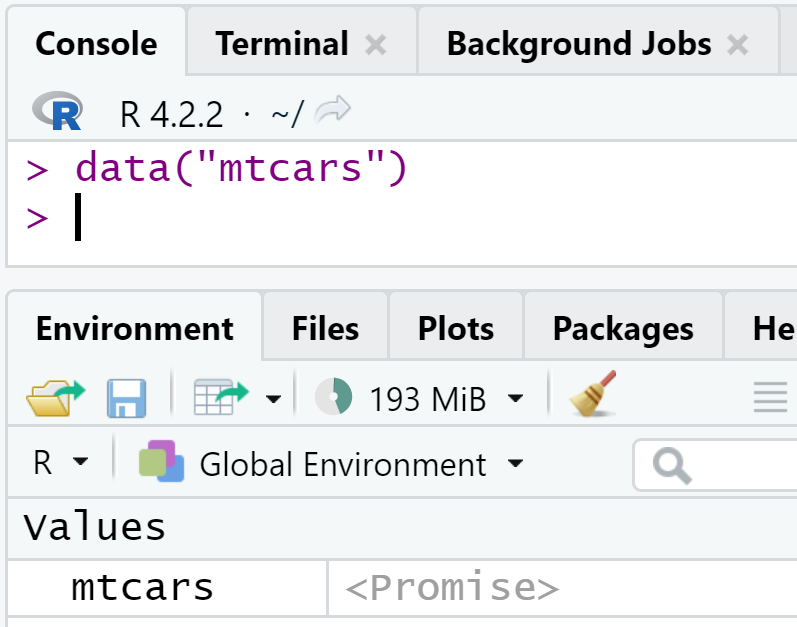 Console Terminal Background Jobs
R R 4.2.2 · ~/
> data("mtcars")
>
Environment Files Plots Packages He
193 MiB
R Global Environment
Values
mtcars <Promise>